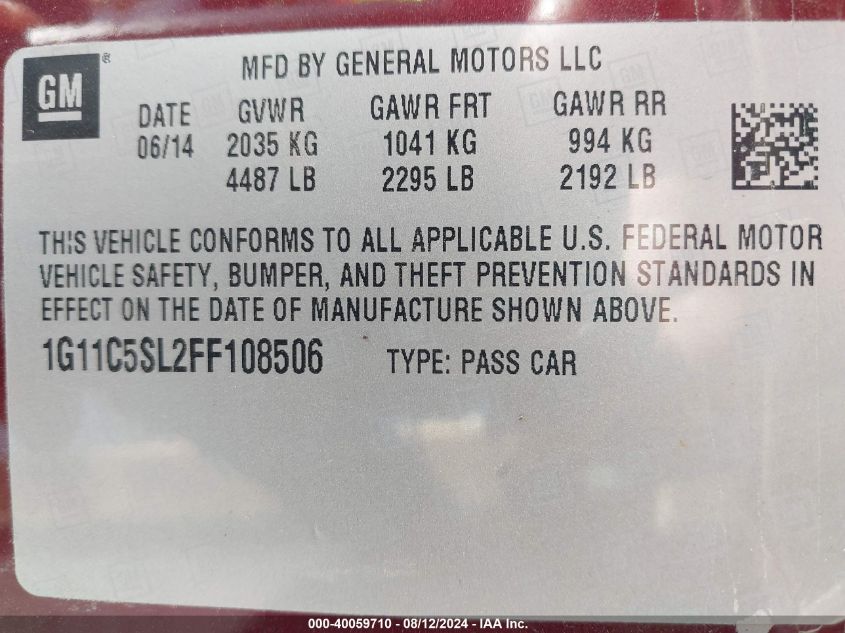 GM ®
MFD BY GENERAL MOTORS LLC
DATE GVWR GAWR FRT GAWR RR
06/14 2035 KG 1041 KG 994 KG
4487 LB 2295 LB 2192 LB
THIS VEHICLE CONFORMS TO ALL APPLICABLE U.S. FEDERAL MOTOR
VEHICLE SAFETY, BUMPER, AND THEFT PREVENTION STANDARDS IN
EFFECT ON THE DATE OF MANUFACTURE SHOWN ABOVE.
1G11C5SL2FF108506 TYPE: PASS CAR
000-40059710 - 08/12/2024 - IAA Inc.